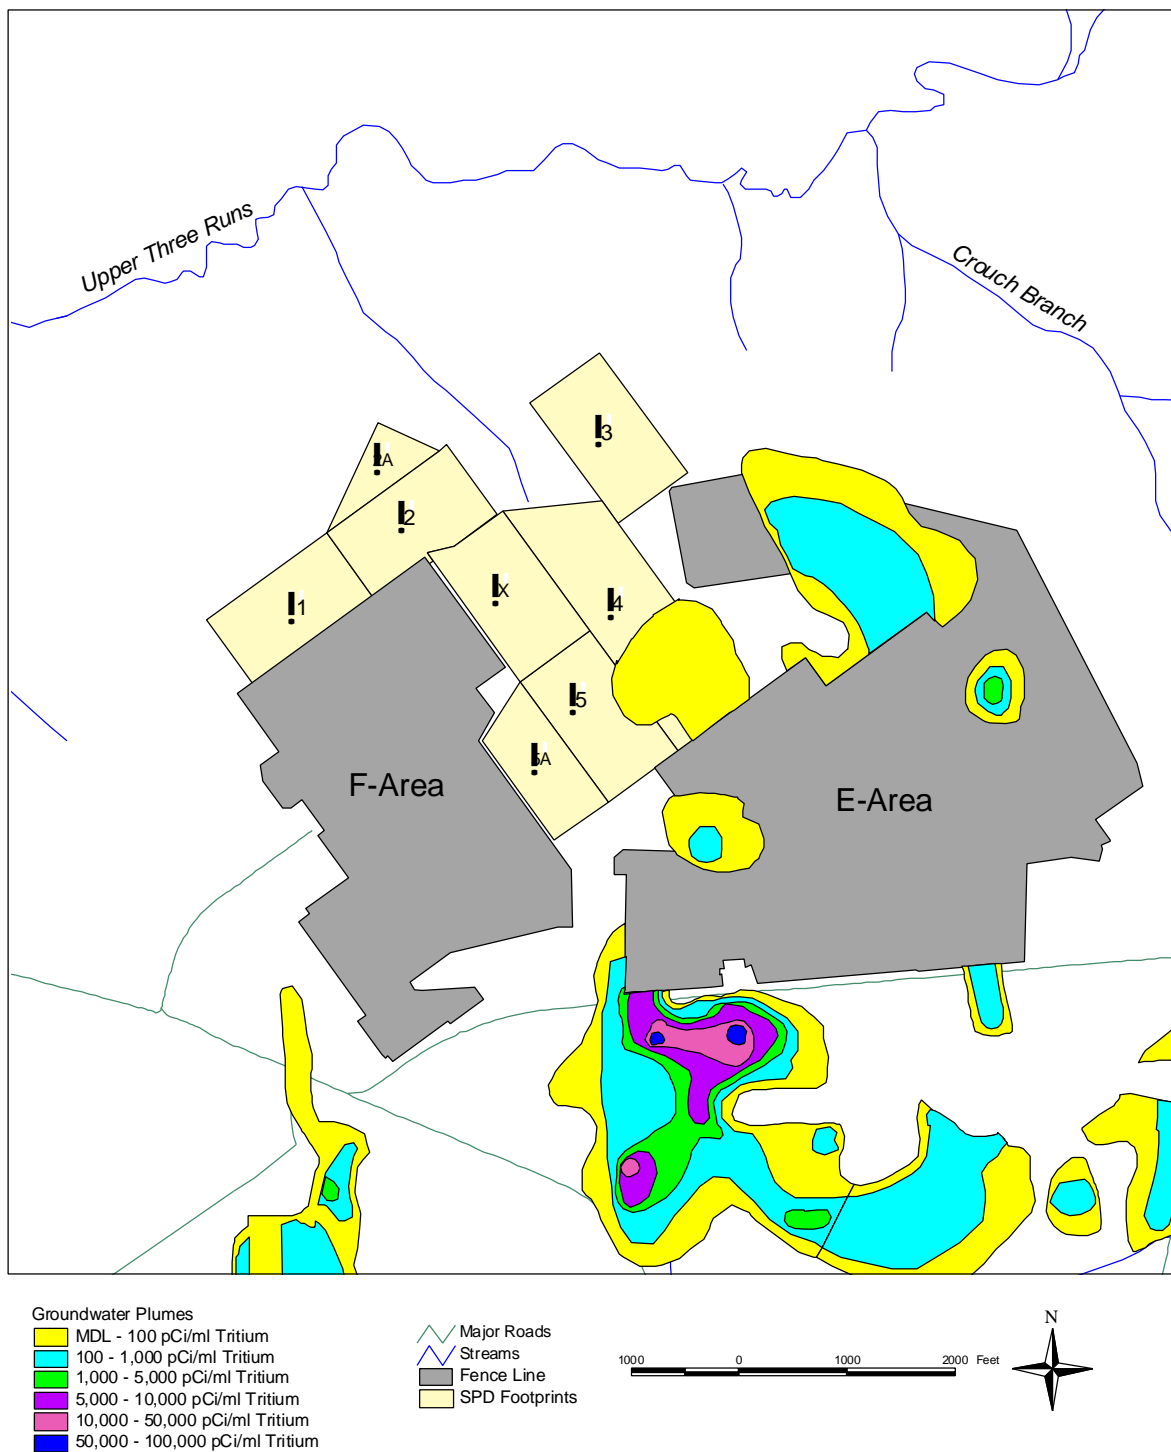 Upper Three Runs
Crouch Branch
3
2A
2
1
X
4
5
5A
F-Area
E-Area
Groundwater Plumes
MDL - 100 pCi/ml Tritium
100 - 1,000 pCi/ml Tritium
1,000 - 5,000 pCi/ml Tritium
5,000 - 10,000 pCi/ml Tritium
10,000 - 50,000 pCi/ml Tritium
50,000 - 100,000 pCi/ml Tritium
Major Roads
Streams
Fence Line
SPD Footprints
1000 0 1000 2000 Feet
N